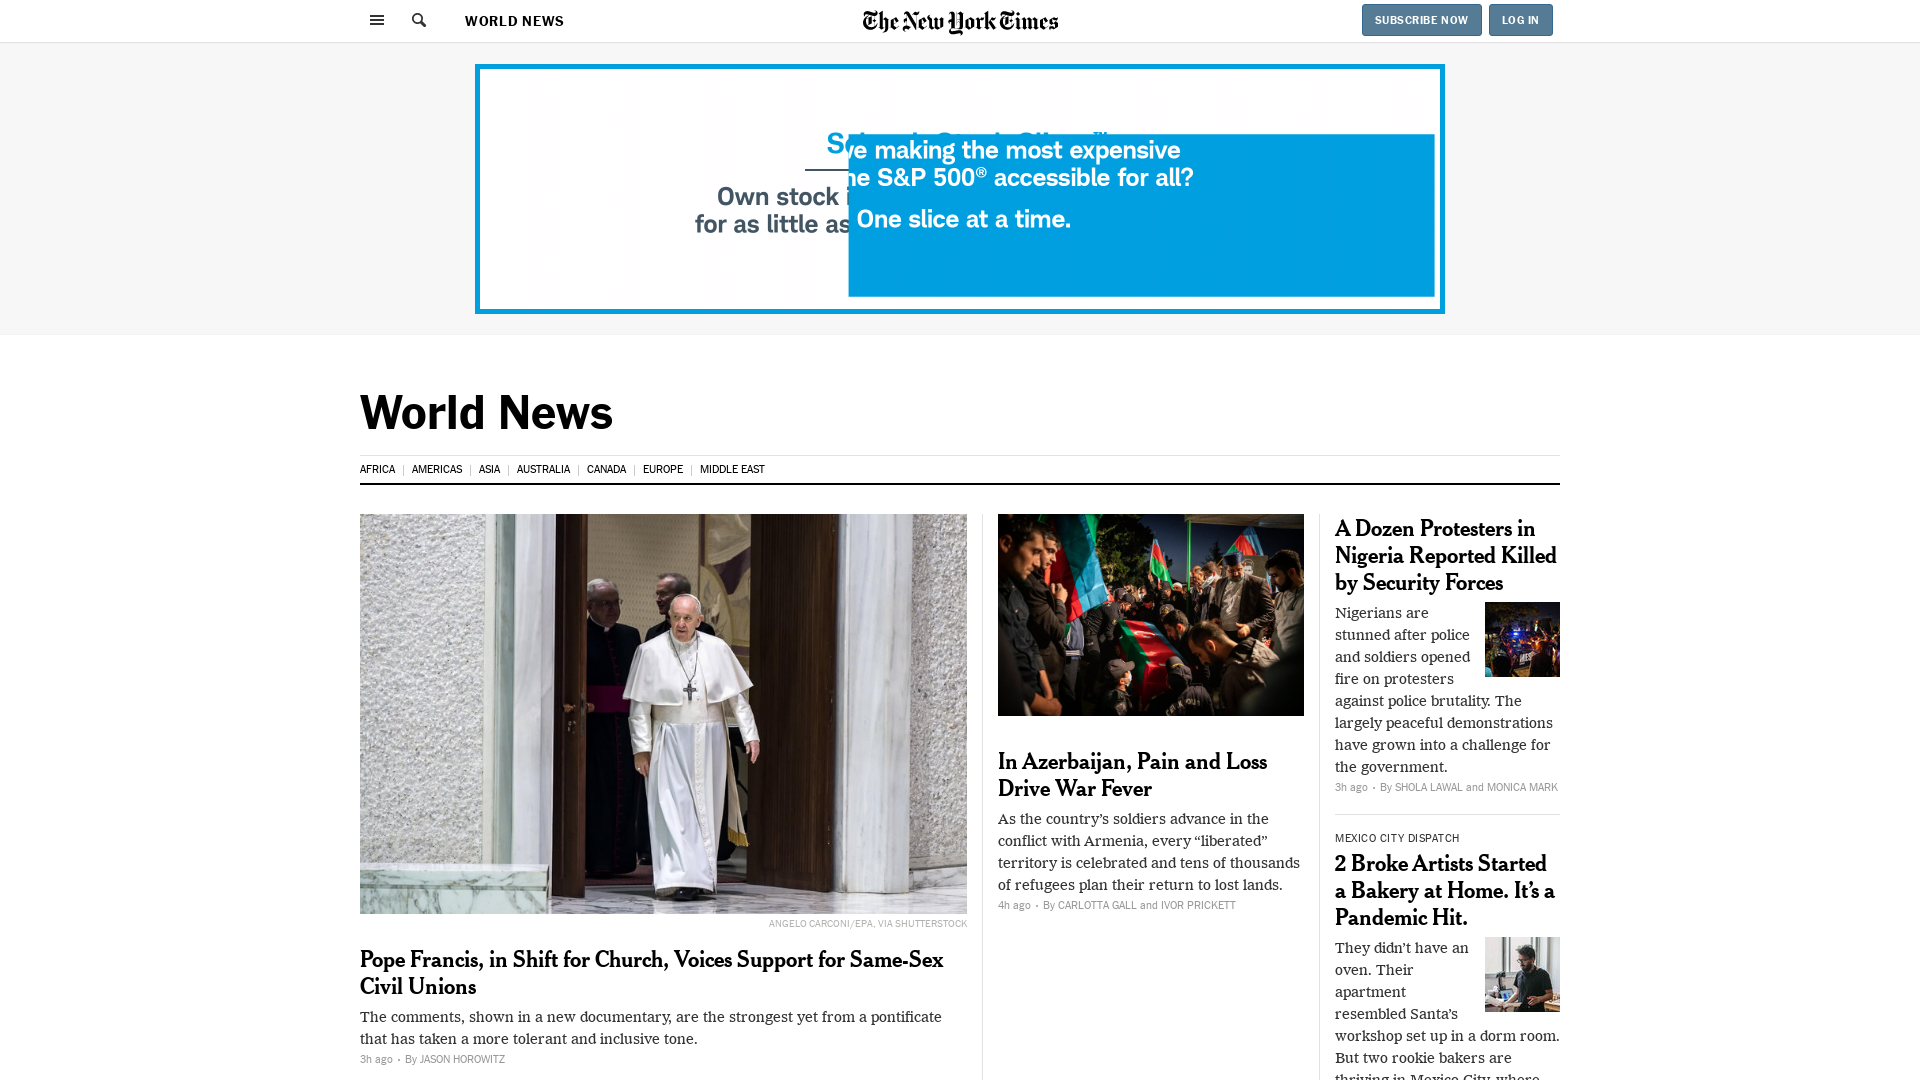 WORLD NEWS
The New York Times
SUBSCRIBE NOW
LOG IN
ve making the most expensive
he S&P 500® accessible for all?
Own stock
for as little as
One slice at a time.
World News
AFRICA
AMERICAS
ASIA
AUSTRALIA
CANADA
EUROPE
MIDDLE EAST
ANGELO CARCONI/EPA, VIA SHUTTERSTOCK
Pope Francis, in Shift for Church, Voices Support for Same-Sex
Civil Unions
The comments, shown in a new documentary, are the strongest yet from a pontificate
that has taken a more tolerant and inclusive tone.
3h ago • By JASON HOROWITZ
In Azerbaijan, Pain and Loss
Drive War Fever
As the country’s soldiers advance in the
conflict with Armenia, every “liberated”
territory is celebrated and tens of thousands
of refugees plan their return to lost lands.
4h ago • By CARLOTTA GALL and IVOR PRICKETT
A Dozen Protesters in
Nigeria Reported Killed
by Security Forces
Nigerians are
stunned after police
and soldiers opened
fire on protesters
against police brutality. The
largely peaceful demonstrations
have grown into a challenge for
the government.
3h ago • By SHOLA LAWAL and MONICA MARK
MEXICO CITY DISPATCH
2 Broke Artists Started
a Bakery at Home. It’s a
Pandemic Hit.
They didn’t have an
oven. Their
apartment
resembled Santa’s
workshop set up in a dorm room.
But two rookie bakers are
thriving in Mexico City, where